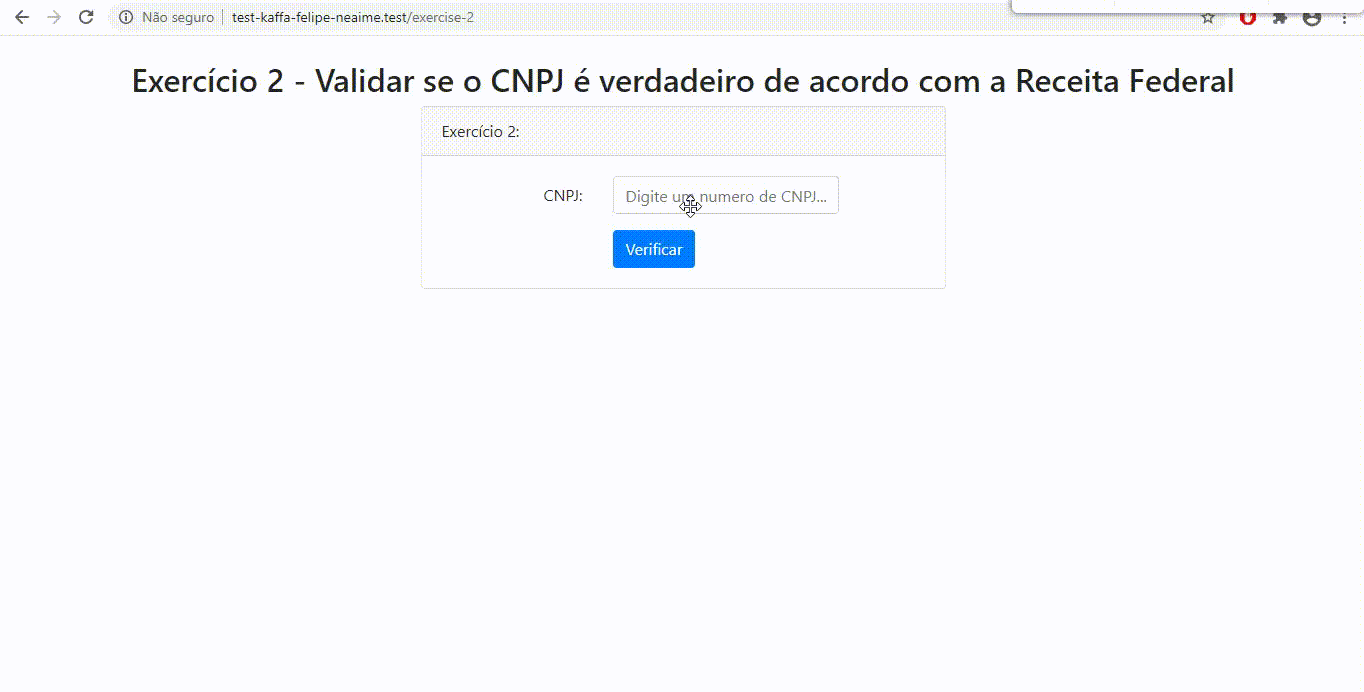 Não seguro | test-kaffa-felipe-neaime.test/exercise-2
Exercício 2 - Validar se o CNPJ é verdadeiro de acordo com a Receita Federal
Exercício 2:
CNPJ: Digite um numero de CNPJ...
Verificar